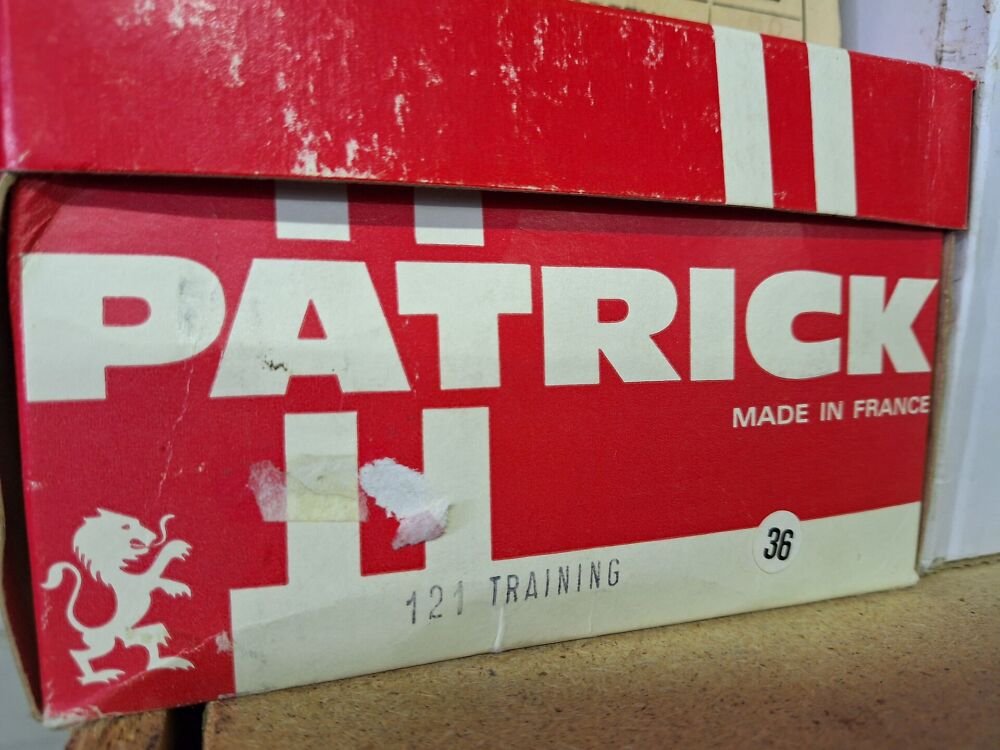 PATRICK
MADE IN FRANCE
36
121 TRAINING